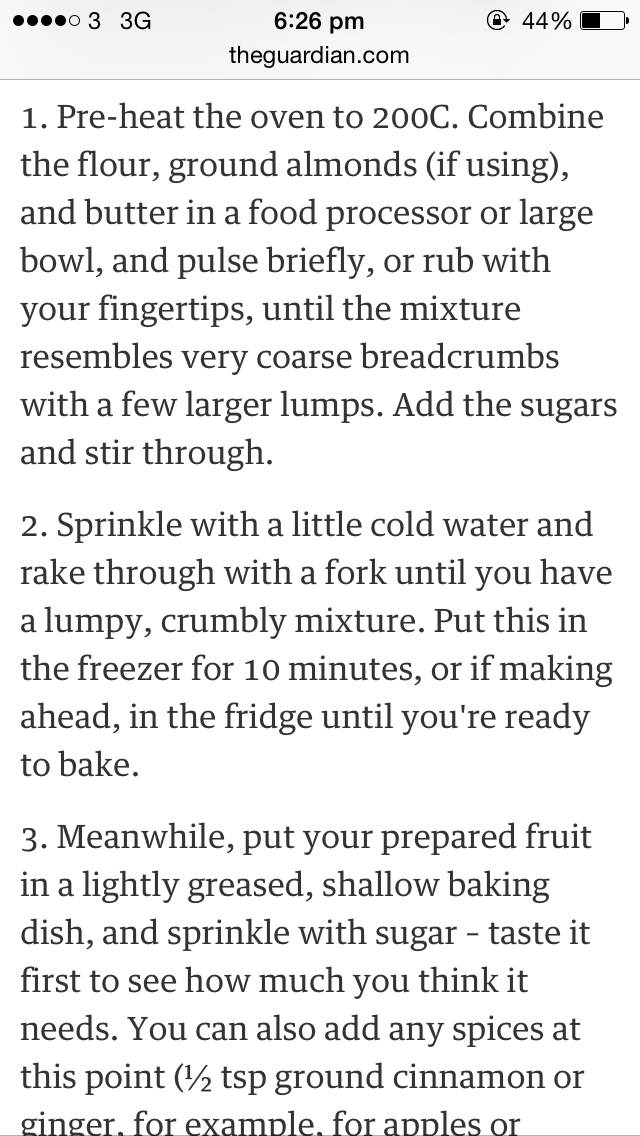 3 3G 6:26 pm 44%
theguardian.com
1. Pre-heat the oven to 200C. Combine
the flour, ground almonds (if using),
and butter in a food processor or large
bowl, and pulse briefly, or rub with
your fingertips, until the mixture
resembles very coarse breadcrumbs
with a few larger lumps. Add the sugars
and stir through.
2. Sprinkle with a little cold water and
rake through with a fork until you have
a lumpy, crumbly mixture. Put this in
the freezer for 10 minutes, or if making
ahead, in the fridge until you're ready
to bake.
3. Meanwhile, put your prepared fruit
in a lightly greased, shallow baking
dish, and sprinkle with sugar – taste it
first to see how much you think it
needs. You can also add any spices at
this point (½ tsp ground cinnamon or
ginger, for example, for apples or